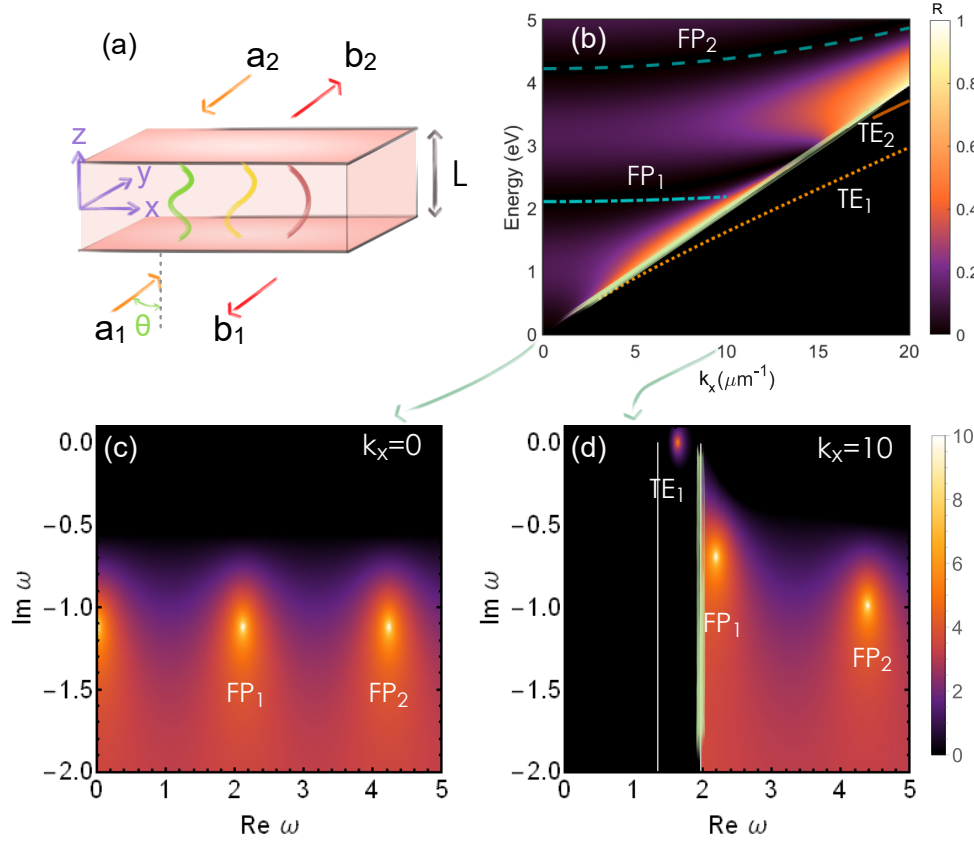 (a)
a₂
b₂
z
y
x
L
a₁
θ
b₁
(b)
R
FP₂
FP₁
TE₂
TE₁
Energy (eV)
5
4
3
2
1
0
0
5
10
15
20
kₓ(μm⁻¹)
1
0.8
0.6
0.4
0.2
0
(c)
kₓ=0
FP₁
FP₂
Im ω
0.0
−0.5
−1.0
−1.5
−2.0
0
1
2
3
4
5
Re ω
(d)
kₓ=10
TE₁
FP₁
FP₂
Im ω
0.0
−0.5
−1.0
−1.5
−2.0
0
1
2
3
4
5
Re ω
10
8
6
4
2
0